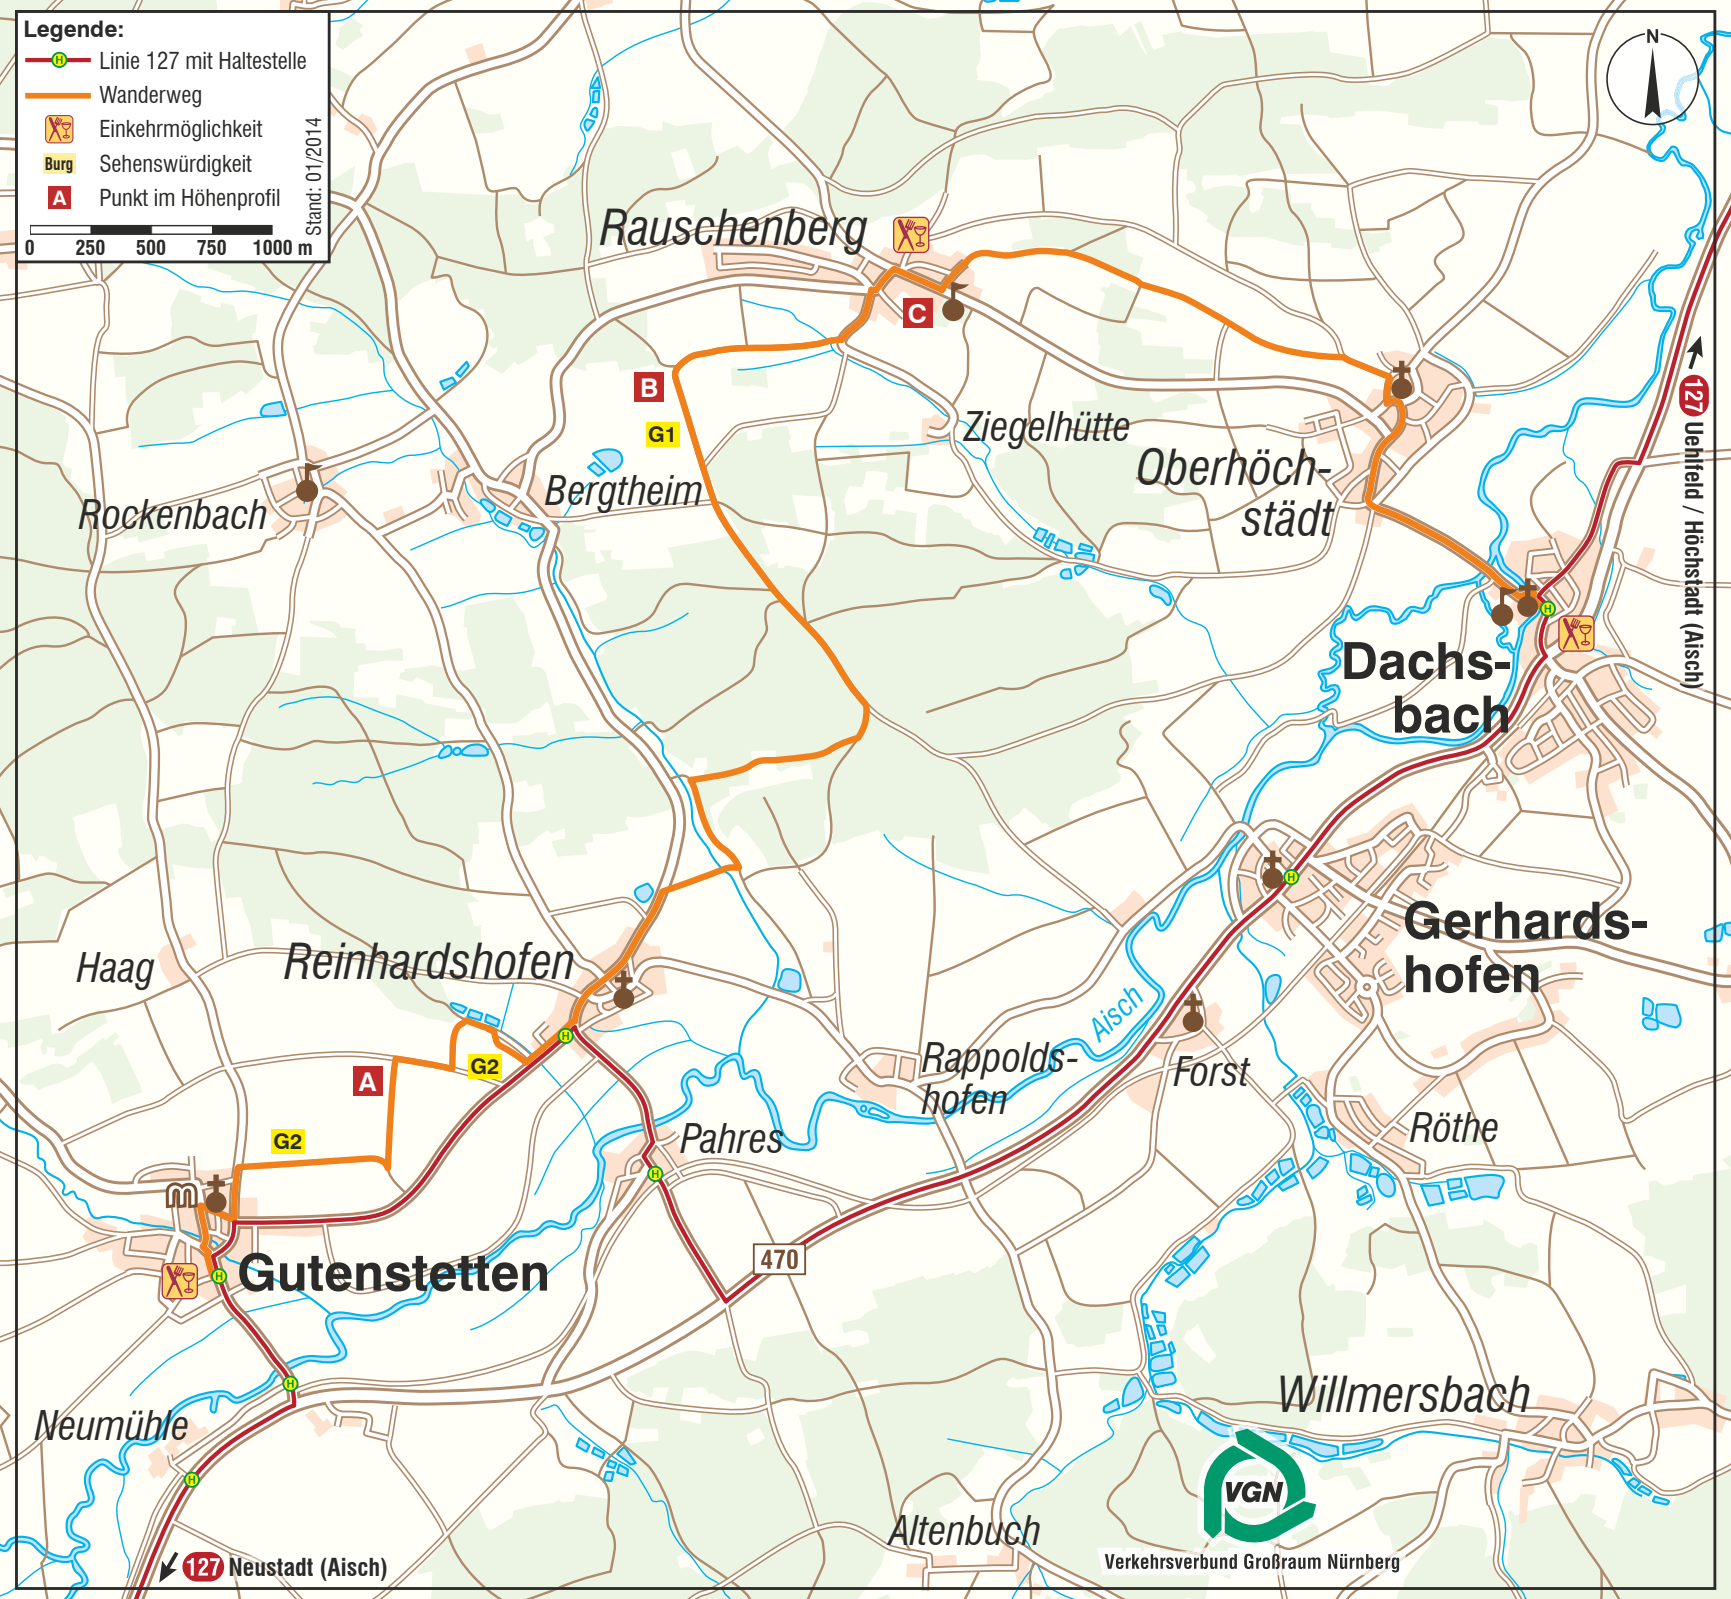 Legende:
H Linie 127 mit Haltestelle
Wanderweg
Einkehrmöglichkeit
Burg Sehenswürdigkeit
A Punkt im Höhenprofil
0 250 500 750 1000 m
Stand: 01/2014
N
Rauschenberg
C
B
G1
Ziegelhütte
Oberhöch-
städt
127 Uehlfeld / Höchstadt (Aisch)
Rockenbach
Bergtheim
H
Dachs-
bach
H
Gerhards-
hofen
Haag
Reinhardshofen
H
Aisch
G2
A
Rappolds-
hofen
Forst
Röthe
G2
Pahres
H
470
Gutenstetten
H
H
Neumühle
H
Willmersbach
VGN
Altenbuch
Verkehrsverbund Großraum Nürnberg
127 Neustadt (Aisch)